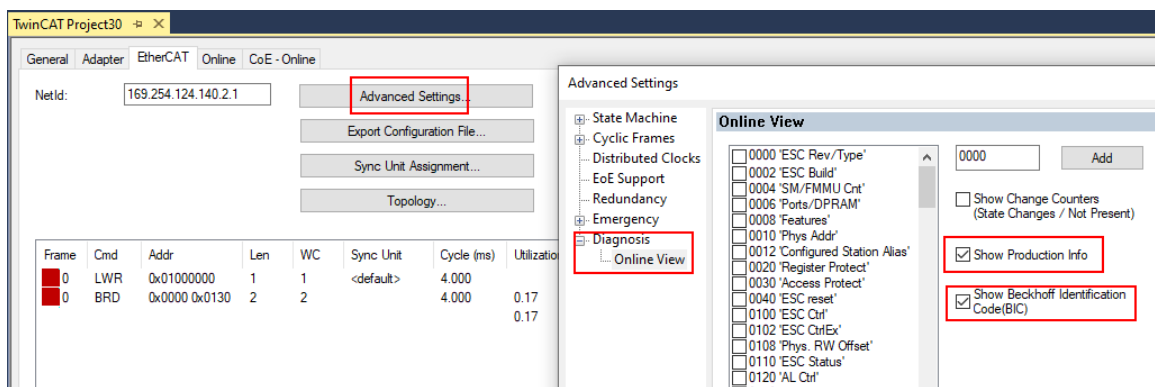 TwinCAT Project30
General Adapter EtherCAT Online CoE - Online
NetId: 169.254.124.140.2.1
Advanced Settings...
Export Configuration File...
Sync Unit Assignment...
Topology...
Frame Cmd Addr Len WC Sync Unit Cycle (ms) Utilizatio
0 LWR 0x01000000 1 1 <default> 4.000
0 BRD 0x0000 0x0130 2 2 4.000 0.17
0.17
Advanced Settings
State Machine
Cyclic Frames
Distributed Clocks
EoE Support
Redundancy
Emergency
Diagnosis
Online View
Online View
0000 'ESC Rev/Type'
0002 'ESC Build'
0004 'SM/FMMU Cnt'
0006 'Ports/DPRAM'
0008 'Features'
0010 'Phys Addr'
0012 'Configured Station Alias'
0020 'Register Protect'
0030 'Access Protect'
0040 'ESC reset'
0100 'ESC Ctrl'
0102 'ESC CtrlEx'
0108 'Phys. RW Offset'
0110 'ESC Status'
0120 'AL Ctrl'
0000 Add
Show Change Counters
(State Changes / Not Present)
Show Production Info
Show Beckhoff Identification
Code(BIC)